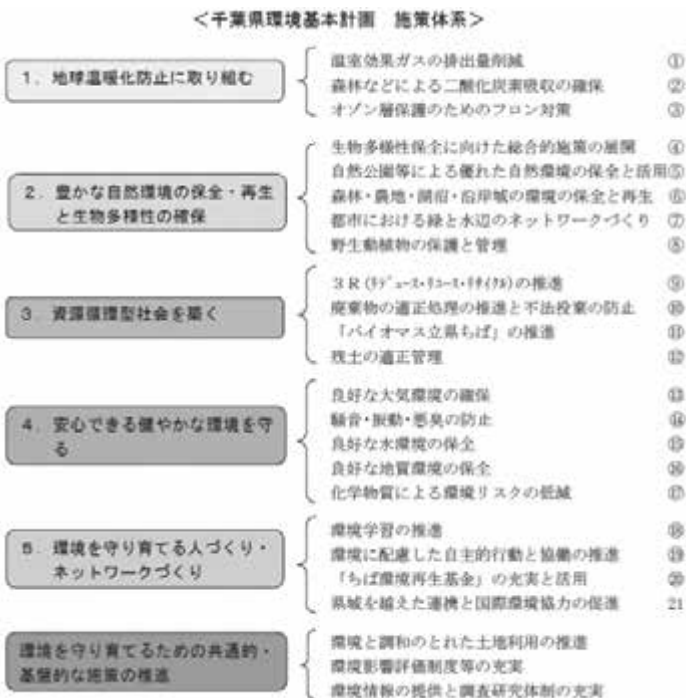 ＜千葉県環境基本計画　施策体系＞
1．地球温暖化防止に取り組む
温室効果ガスの排出量削減　①
森林などによる二酸化炭素吸収の確保　②
オゾン層保護のためのフロン対策　③
2．豊かな自然環境の保全・再生
と生物多様性の確保
生物多様性保全に向けた総合的施策の展開　④
自然公園等による優れた自然環境の保全と活用⑤
森林・農地・湖沼・沿岸域の環境の保全と再生　⑥
都市における緑と水辺のネットワークづくり　⑦
野生動植物の保護と管理　⑧
3．資源循環型社会を築く
3R(リデュース・リユース・リサイクル)の推進　⑨
廃棄物の適正処理の推進と不法投棄の防止　⑩
「バイオマス立県ちば」の推進　⑪
残土の適正管理　⑫
4．安心できる健やかな環境を守
る
良好な大気環境の確保　⑬
騒音・振動・悪臭の防止　⑭
良好な水環境の保全　⑮
良好な地質環境の保全　⑯
化学物質による環境リスクの低減　⑰
5．環境を守り育てる人づくり・
ネットワークづくり
環境学習の推進　⑱
環境に配慮した自主的行動と協働の推進　⑲
「ちば環境再生基金」の充実と活用　⑳
県域を越えた連携と国際環境協力の促進　21
環境を守り育てるための共通的・
基盤的な施策の推進
環境と調和のとれた土地利用の推進
環境影響評価制度等の充実
環境情報の提供と調査研究体制の充実